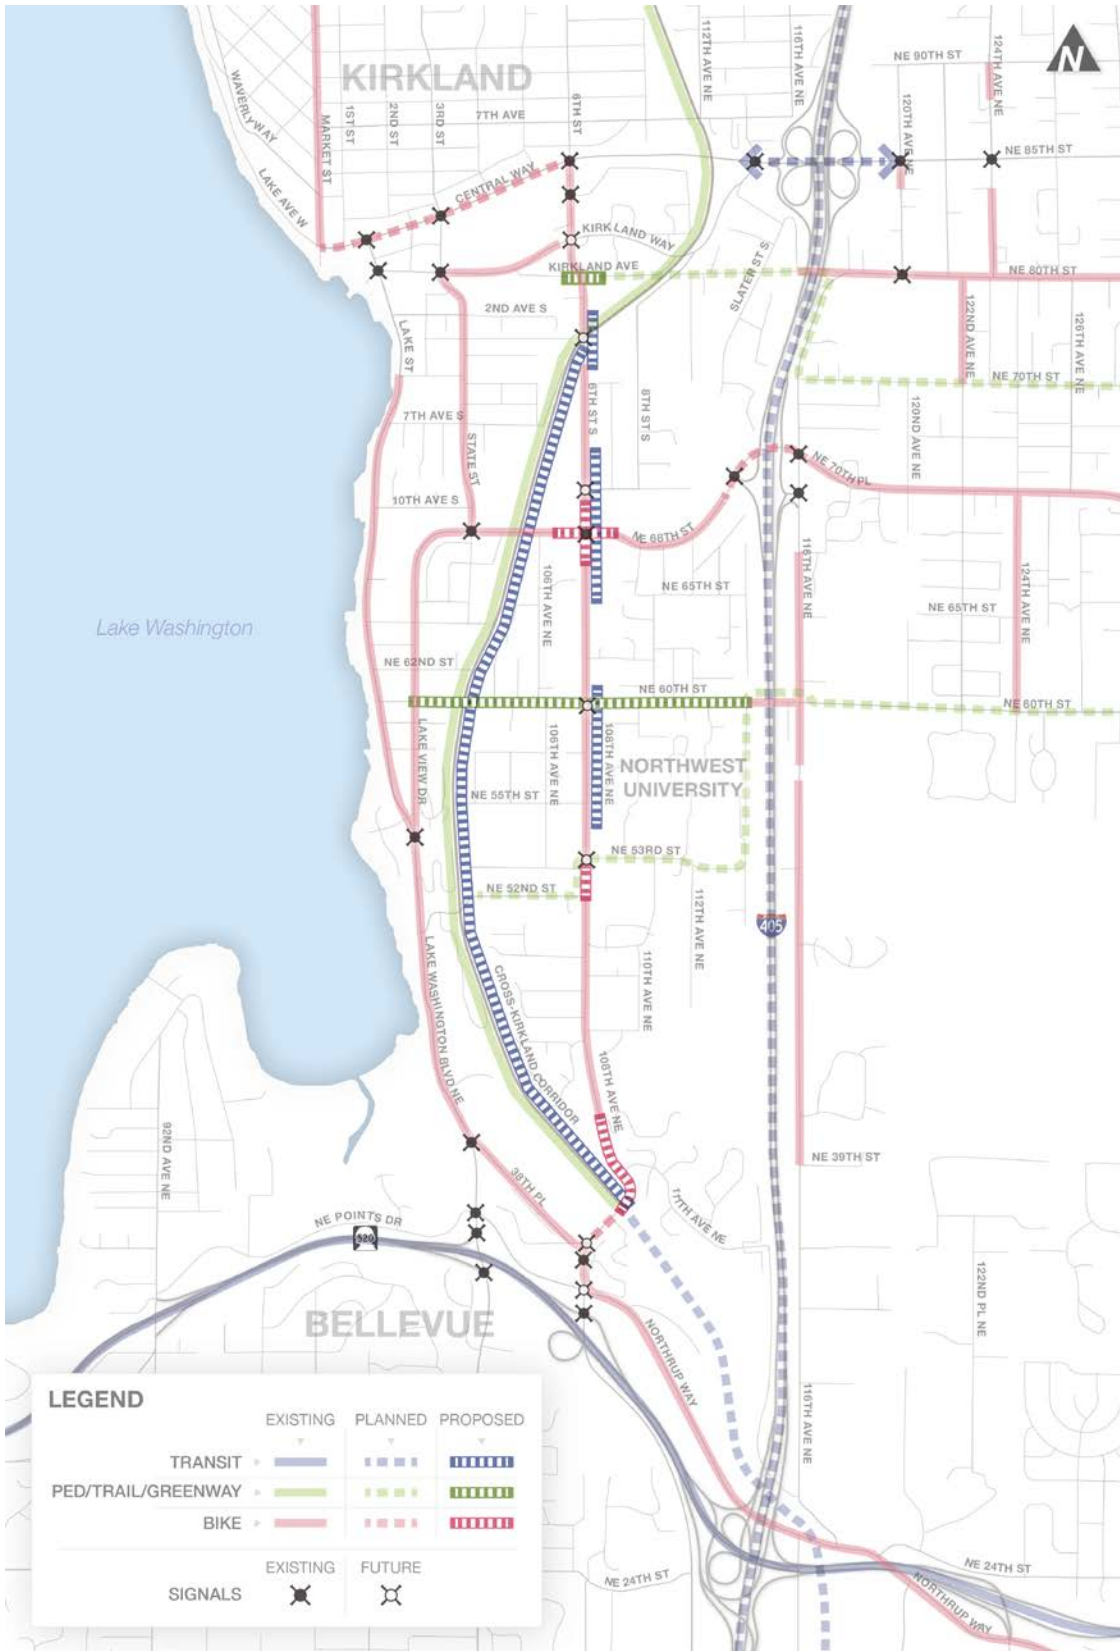 KIRKLAND
NE 90TH ST
112TH AVE NE
116TH AVE NE
124TH AVE NE
N
WAVERLY WAY
MARKET ST
1ST ST
2ND ST
3RD ST
7TH AVE
6TH ST
120TH AVE NE
NE 85TH ST
LAKE AVE W
CENTRAL WAY
KIRKLAND WAY
KIRKLAND AVE
SLATER ST S
NE 80TH ST
2ND AVE S
LAKE ST
122ND AVE NE
126TH AVE NE
NE 70TH ST
7TH AVE S
STATE ST
6TH ST S
8TH ST S
120ND AVE NE
NE 70TH PL
10TH AVE S
NE 68TH ST
106TH AVE NE
NE 65TH ST
116TH AVE NE
NE 65TH ST
124TH AVE NE
Lake Washington
NE 62ND ST
NE 60TH ST
NE 60TH ST
LAKE VIEW DR
106TH AVE NE
108TH AVE NE
NORTHWEST
UNIVERSITY
NE 55TH ST
NE 53RD ST
NE 52ND ST
112TH AVE NE
405
LAKE WASHINGTON BLVD NE
CROSS-KIRKLAND CORRIDOR
110TH AVE NE
108TH AVE NE
92ND AVE NE
NE 39TH ST
38TH PL
NE POINTS DR
520
BELLEVUE
122ND PL NE
NORTHRUP WAY
116TH AVE NE
NE 24TH ST
NE 24TH ST
NORTHRUP WAY
LEGEND
EXISTING PLANNED PROPOSED
TRANSIT
PED/TRAIL/GREENWAY
BIKE
EXISTING FUTURE
SIGNALS